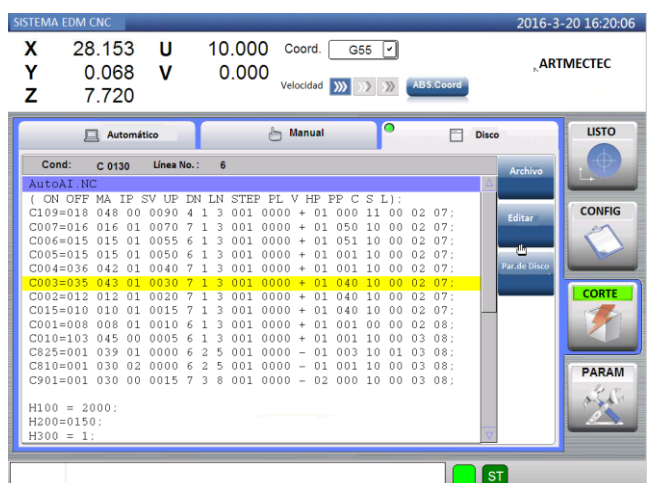 SISTEMA EDM CNC 2016-3-20 16:20:06
X 28.153 U 10.000 Coord. G55
Y 0.068 V 0.000 ARTMECTEC
Z 7.720 Velocidad ABS.Coord
Automático Manual Disco LISTO
Cond: C 0130 Línea No.: 6 Archivo
AutoAI.NC
( ON OFF MA IP SV UP DN LN STEP PL V HP PP C S L);
C109=018 048 00 0090 4 1 3 001 0000 + 01 000 11 00 02 07;
C007=016 016 01 0070 7 1 3 001 0000 + 01 050 10 00 02 07;
C006=015 015 01 0055 6 1 3 001 0000 + 01 051 10 00 02 07;
C005=015 015 01 0050 6 1 3 001 0000 + 01 001 10 00 02 07;
C004=036 042 01 0040 7 1 3 001 0000 + 01 001 10 00 02 07;
C003=035 043 01 0030 7 1 3 001 0000 + 01 040 10 00 02 07;
C002=012 012 01 0020 7 1 3 001 0000 + 01 040 10 00 02 07;
C015=010 010 01 0015 7 1 3 001 0000 + 01 040 10 00 02 07;
C001=008 008 01 0010 6 1 3 001 0000 + 01 001 00 00 02 08;
C010=103 045 00 0005 6 1 3 001 0000 + 01 001 10 00 03 08;
C825=001 039 01 0000 6 2 5 001 0000 - 01 003 10 01 03 08;
C810=001 030 02 0000 6 2 5 001 0000 - 01 001 10 00 03 08;
C901=001 030 00 0015 7 3 8 001 0000 - 02 000 10 00 03 08;
H100 = 2000;
H200=0150;
H300 = 1;
Editar
Par.de Disco
CONFIG
CORTE
PARAM
ST